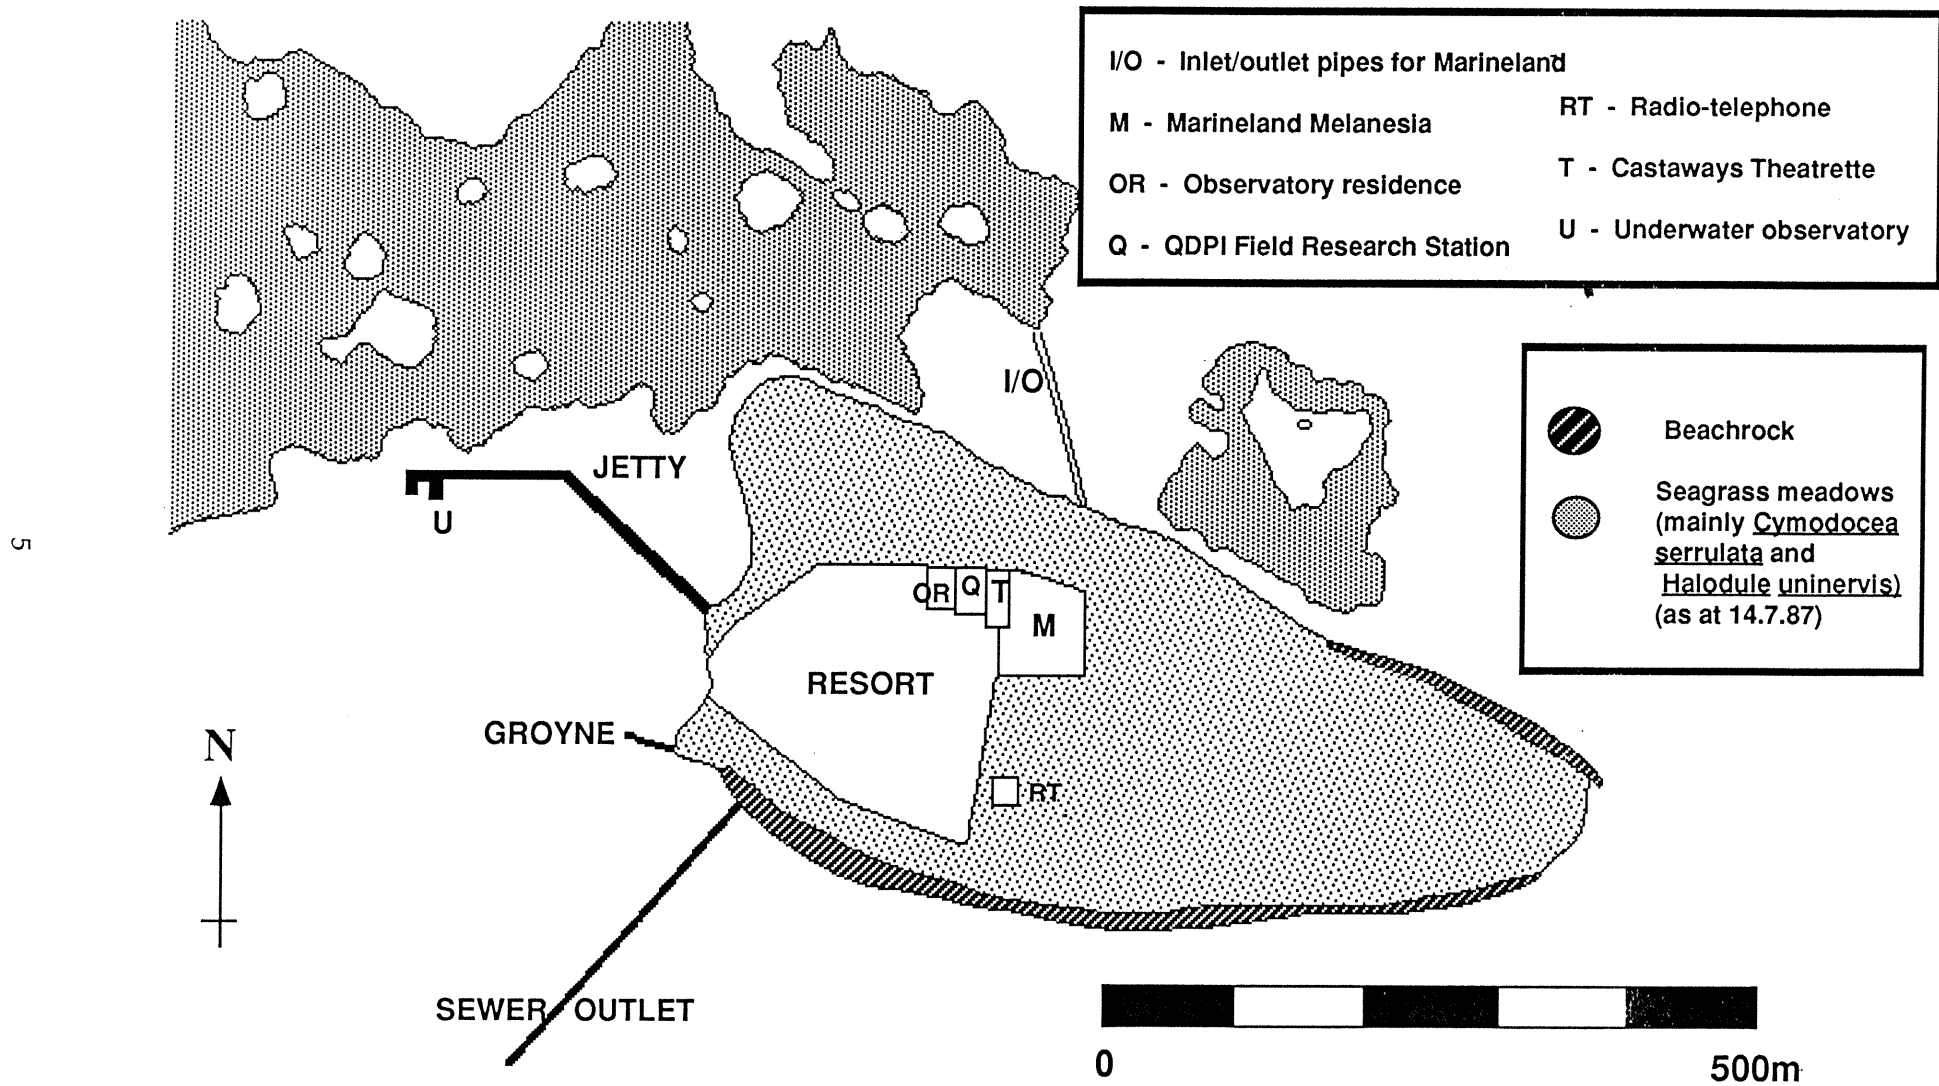 I/O - Inlet/outlet pipes for Marineland
M - Marineland Melanesia
OR - Observatory residence
Q - QDPI Field Research Station
RT - Radio-telephone
T - Castaways Theatrette
U - Underwater observatory
Beachrock
Seagrass meadows
(mainly Cymodocea
serrulata and
Halodule uninervis)
(as at 14.7.87)
I/O
JETTY
U
5
OR
Q
T
M
RESORT
GROYNE
N
RT
SEWER OUTLET
0
500m